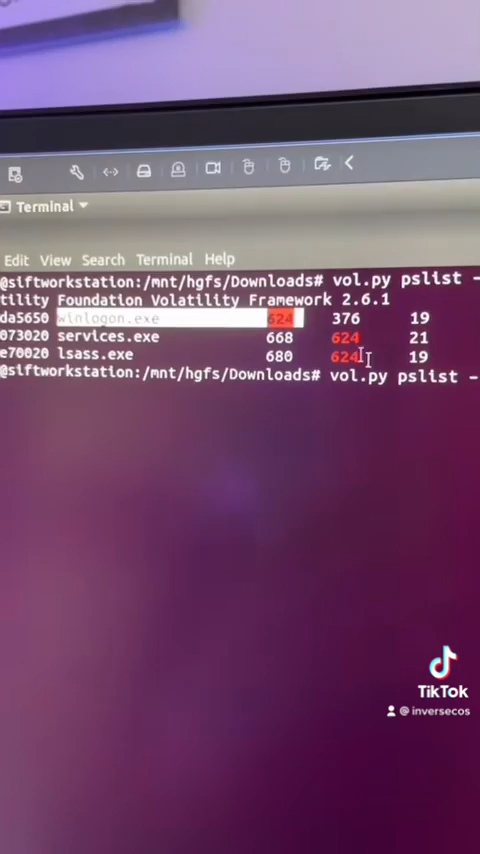 Terminal
Edit View Search Terminal Help
@siftworkstation:/mnt/hgfs/Downloads# vol.py pslist -
tility Foundation Volatility Framework 2.6.1
da5650 winlogon.exe 624 376 19
073020 services.exe 668 624 21
e70020 lsass.exe 680 624 19
@siftworkstation:/mnt/hgfs/Downloads# vol.py pslist -
TikTok
@inversecos